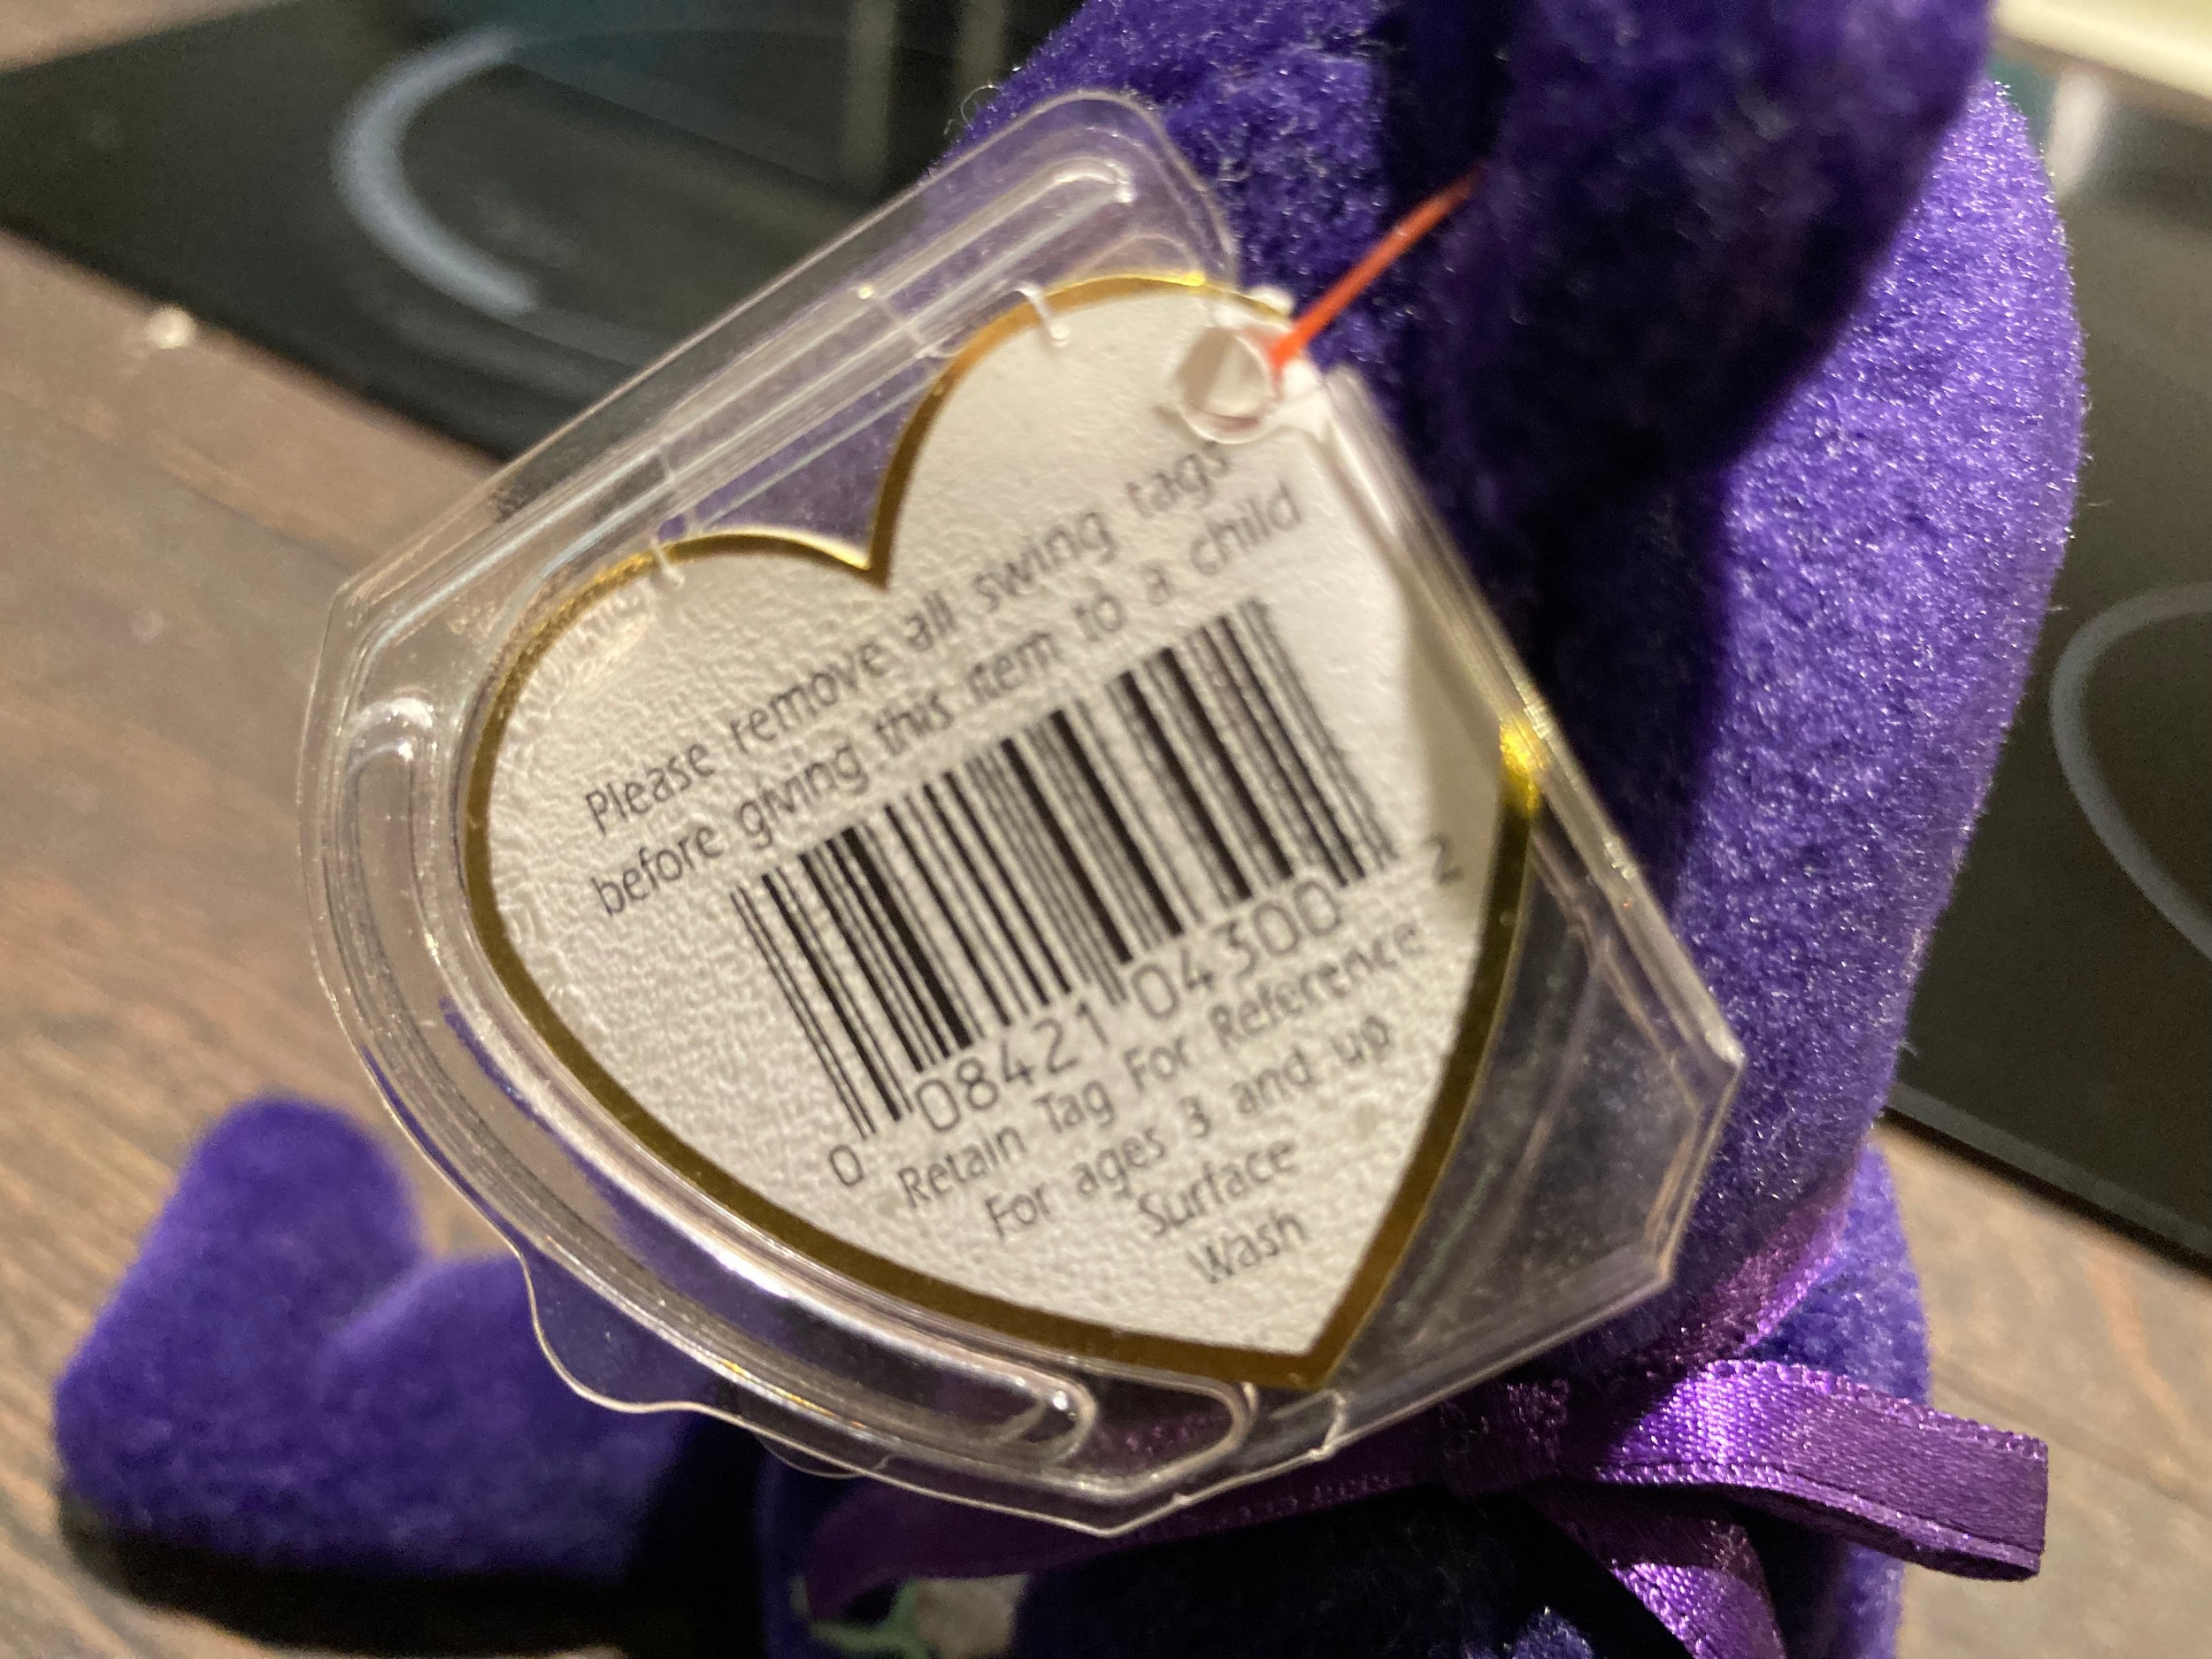 Please remove all swing tags
before giving this item to a child
0 08421 04300 2
Retain Tag For Reference
For ages 3 and up
Surface
Wash